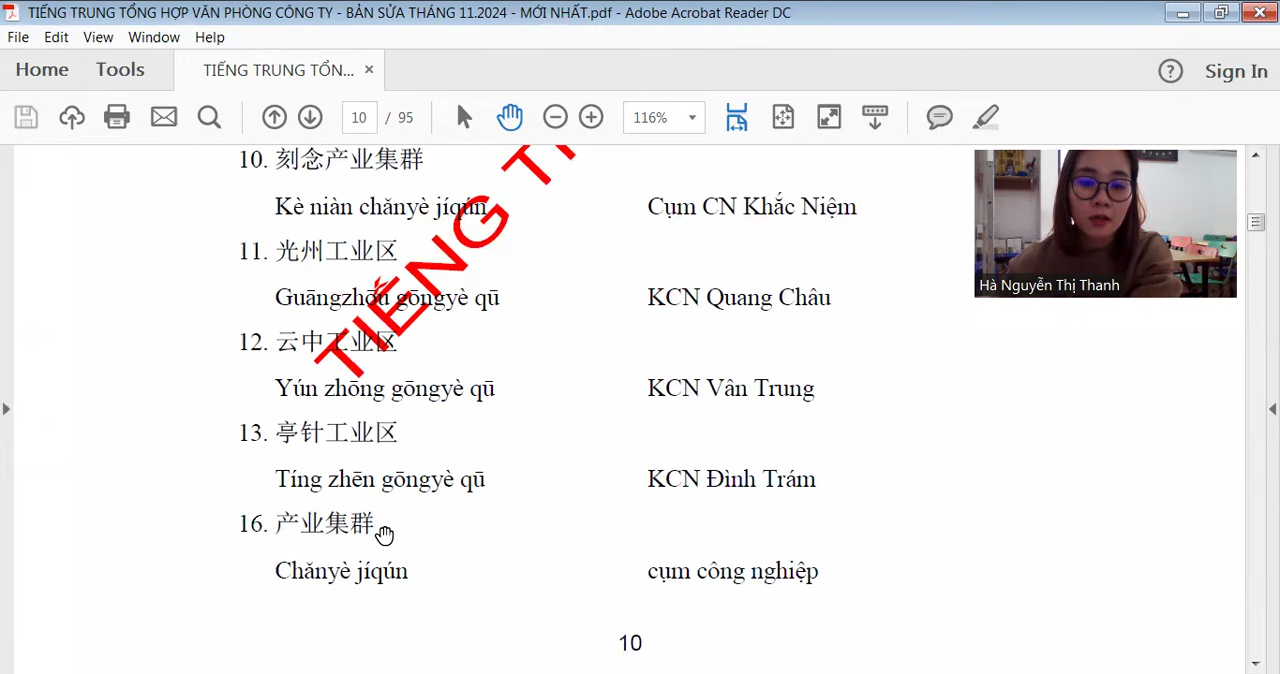 TIẾNG TRUNG TỔNG HỢP VĂN PHÒNG CÔNG TY - BẢN SỬA THÁNG 11.2024 - MỚI NHẤT.pdf - Adobe Acrobat Reader DC
File Edit View Window Help
Home Tools TIẾNG TRUNG TỔN... × Sign In
10 / 95 116%
10. 刻念产业集群
Kè niàn chǎnyè jíqún Cụm CN Khắc Niệm
11. 光州工业区
Guāngzhōu gōngyè qū KCN Quang Châu
12. 云中工业区
Yún zhōng gōngyè qū KCN Vân Trung
13. 亭针工业区
Tíng zhēn gōngyè qū KCN Đình Trám
16. 产业集群
Chǎnyè jíqún cụm công nghiệp
10
TIẾNG T
Hà Nguyễn Thị Thanh